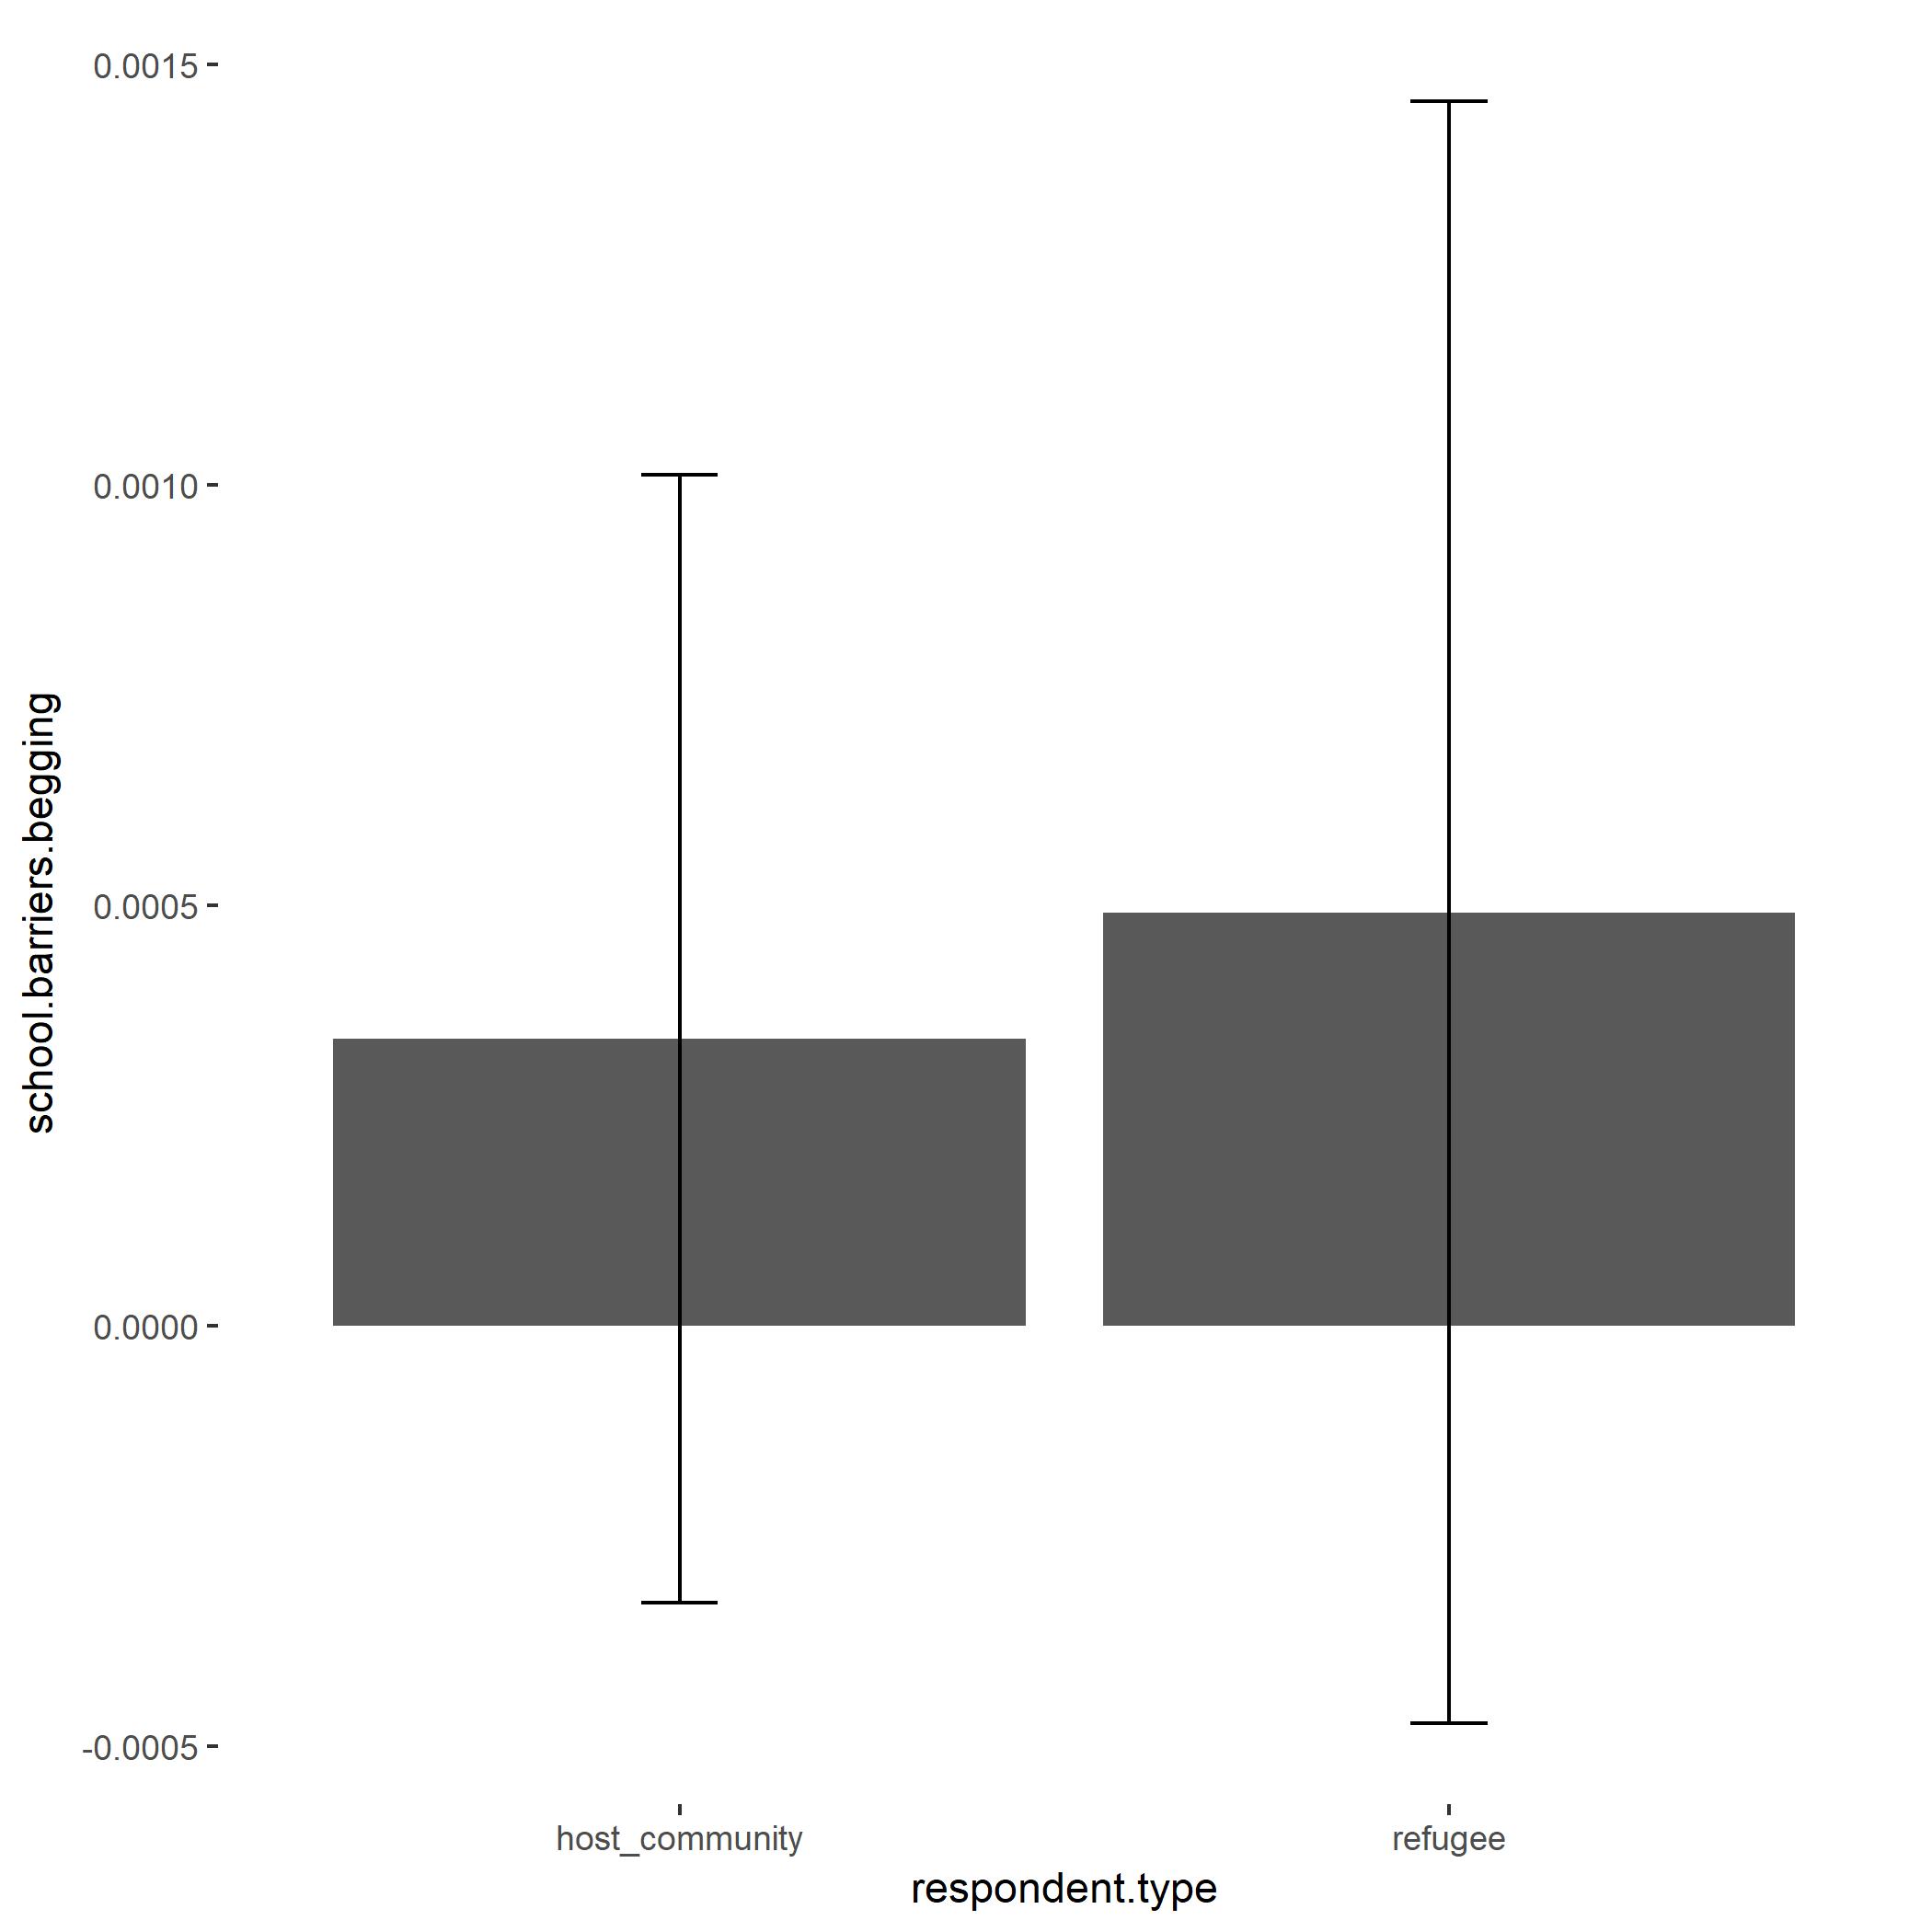 school.barriers.begging
0.0015
0.0010
0.0005
0.0000
-0.0005
host_community refugee
respondent.type